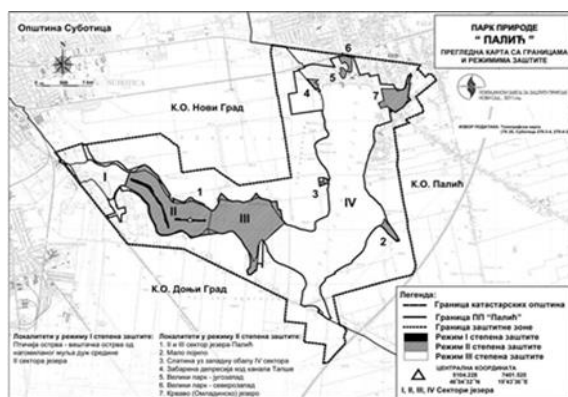 Општина Суботица
ПАРК ПРИРОДЕ
" ПАЛИЋ"
ПРЕГЛЕДНА КАРТА СА ГРАНИЦАМА
И РЕЖИМИМА ЗАШТИТЕ
К.О. Нови Град
К.О. Палић
К.О. Доњи Град
I
II
III
IV
1
2
3
4
5
6
7
Локалитети у режиму I степена заштите:
Птичија острва - вештачка острва од
нагомиланог муља дуж средине
II сектора језера
Локалитети у режиму II степена заштите:
1. II и III сектор језера Палић
2. Мало појило
3. Слатина уз западну обалу IV сектора
4. Забарена депресија код канала Тапше
5. Велики парк - југозапад
6. Велики парк - северозапад
7. Крваво (Омладинско) језеро
Легенда:
Граница катастарских општина
Граница ПП "Палић"
Граница заштитне зоне
Режим I степена заштите
Режим II степена заштите
Режим III степена заштите
ЦЕНТРАЛНА КООРДИНАТА
I, II, III, IV Сектори језера